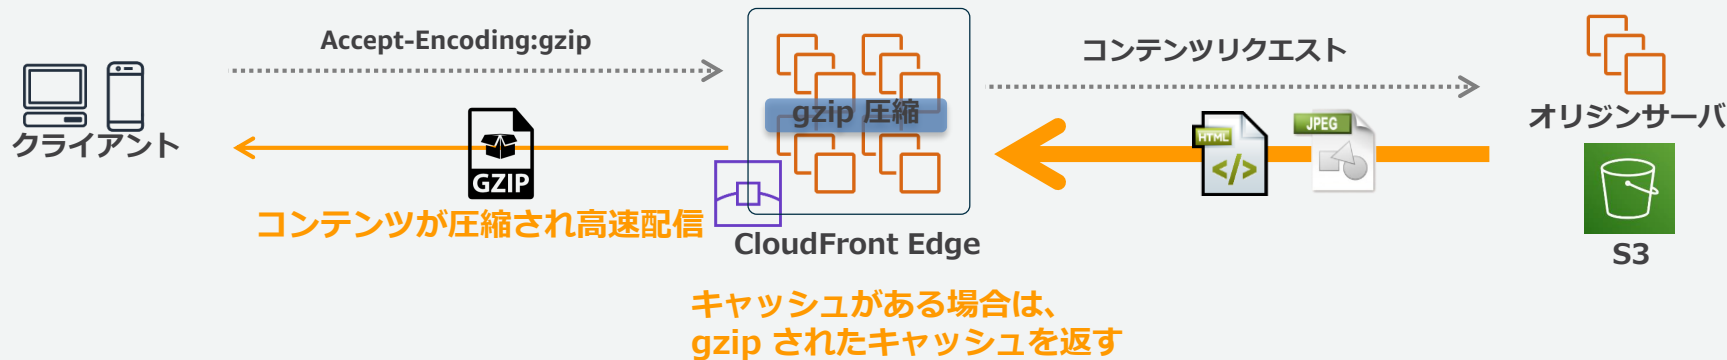 Accept-Encoding:gzip
コンテンツリクエスト
gzip 圧縮
クライアント
オリジンサーバ
HTML
</>
JPEG
GZIP
コンテンツが圧縮され高速配信
CloudFront Edge
S3
キャッシュがある場合は、
gzip されたキャッシュを返す